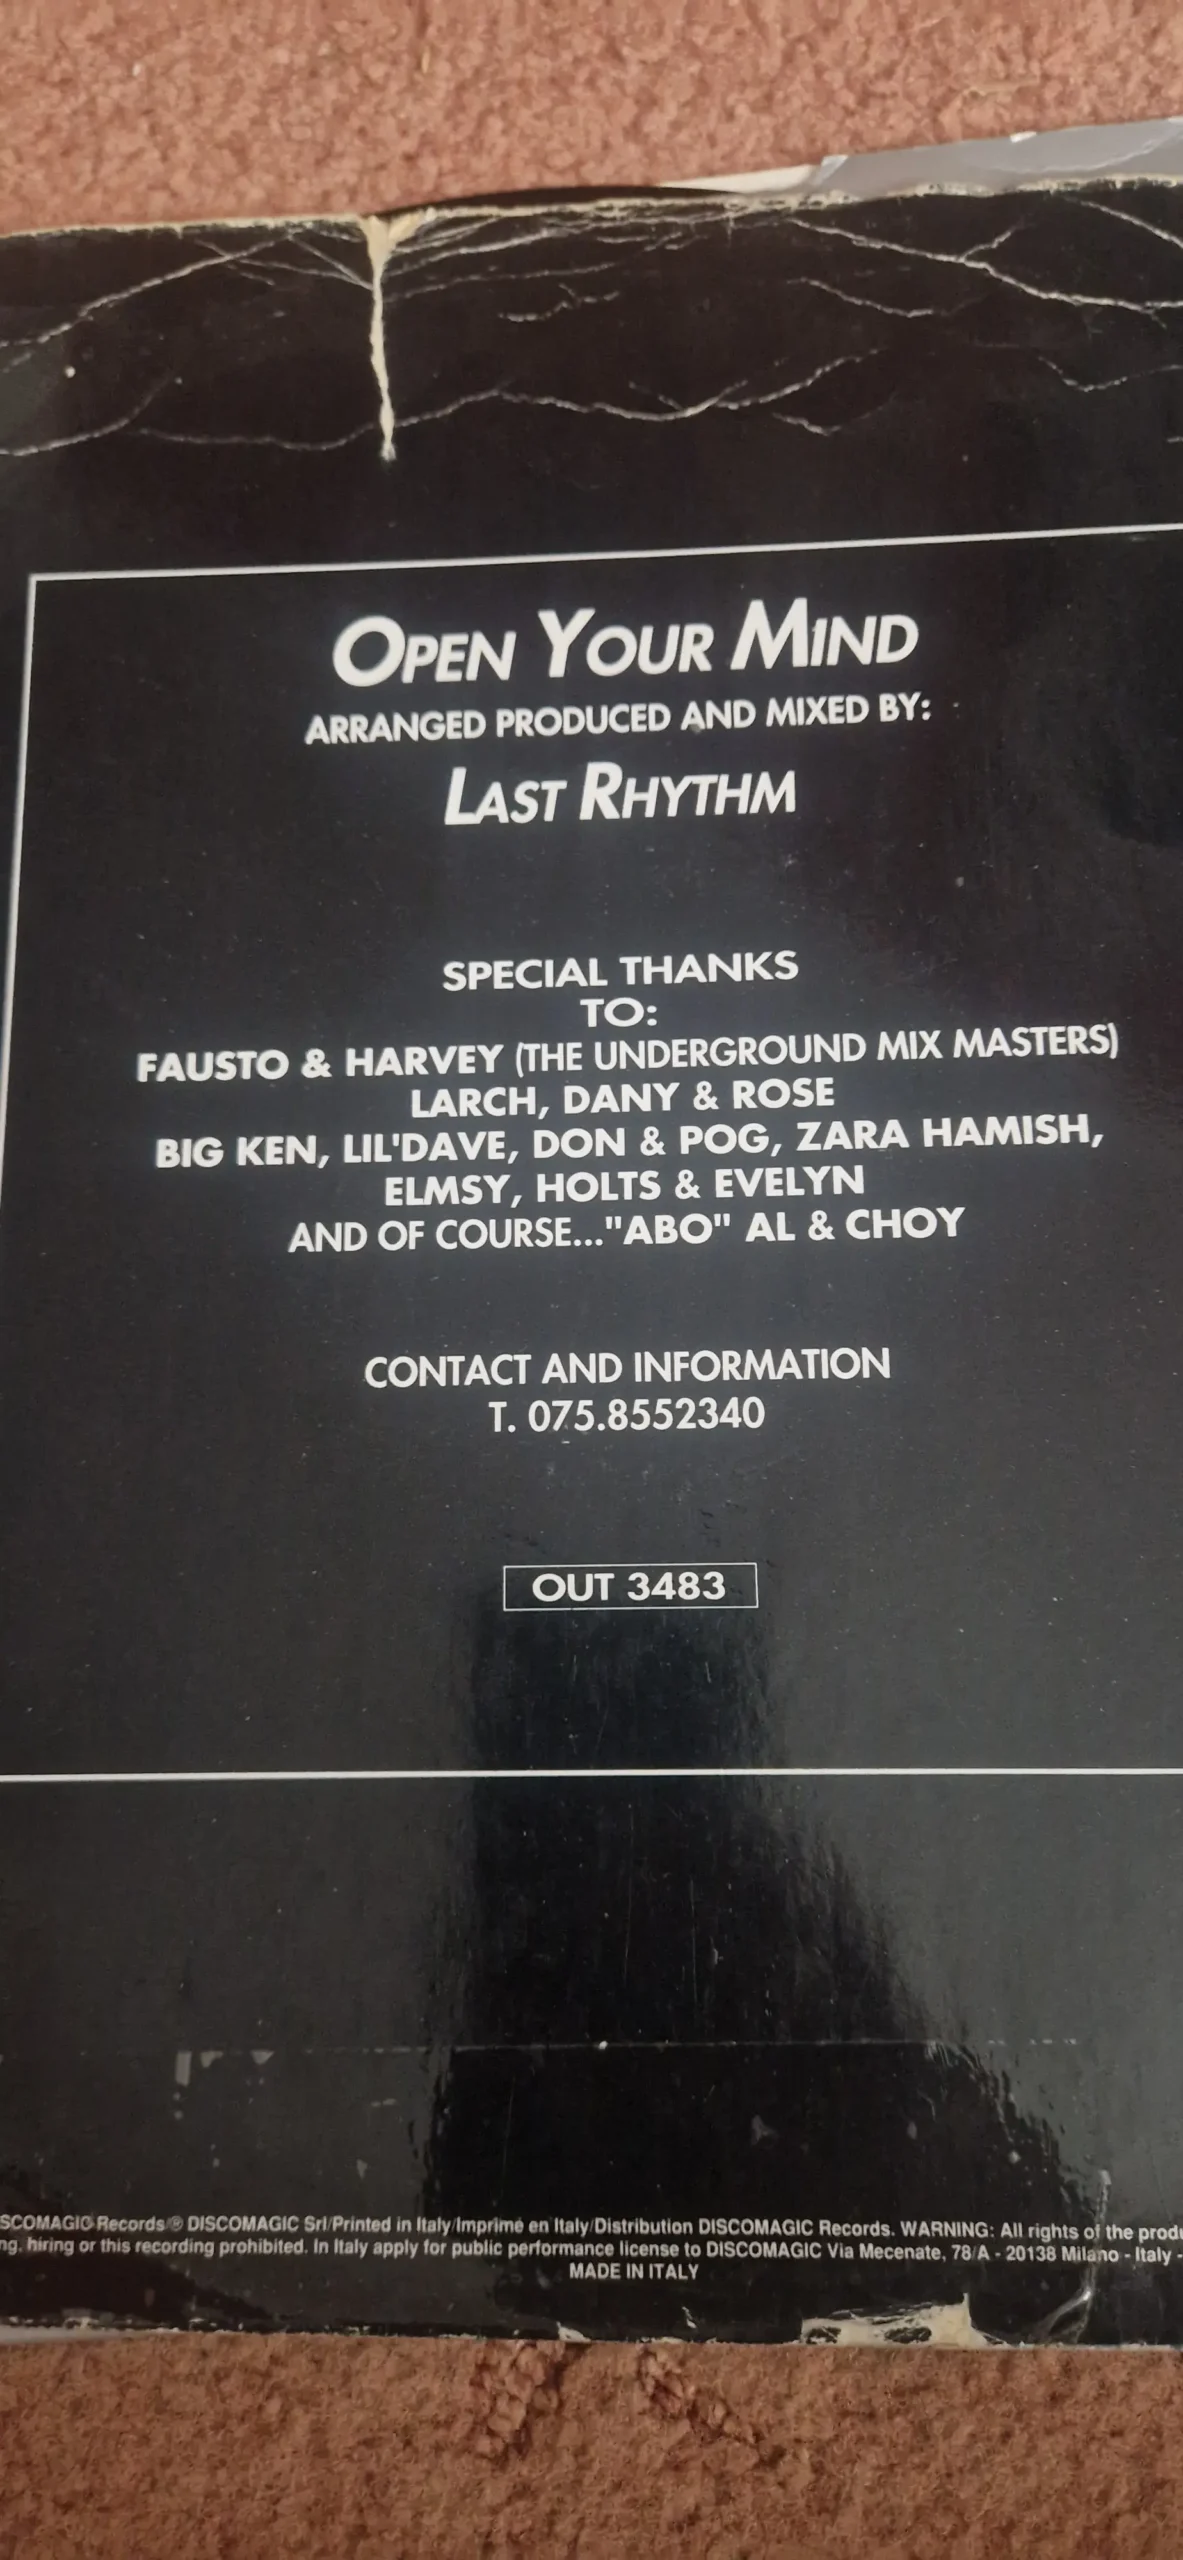 OPEN YOUR MIND
ARRANGED PRODUCED AND MIXED BY:
LAST RHYTHM
SPECIAL THANKS
TO:
FAUSTO & HARVEY (THE UNDERGROUND MIX MASTERS)
LARCH, DANY & ROSE
BIG KEN, LIL'DAVE, DON & POG, ZARA HAMISH,
ELMSY, HOLTS & EVELYN
AND OF COURSE..."ABO" AL & CHOY
CONTACT AND INFORMATION
T. 075.8552340
OUT 3483
SCOMAGIC Records ℗ DISCOMAGIC Srl/Printed in Italy/Imprimé en Italy/Distribution DISCOMAGIC Records. WARNING: All rights of the produ
ng, hiring or this recording prohibited. In Italy apply for public performance license to DISCOMAGIC Via Mecenate, 78/A - 20138 Milano - Italy -
MADE IN ITALY